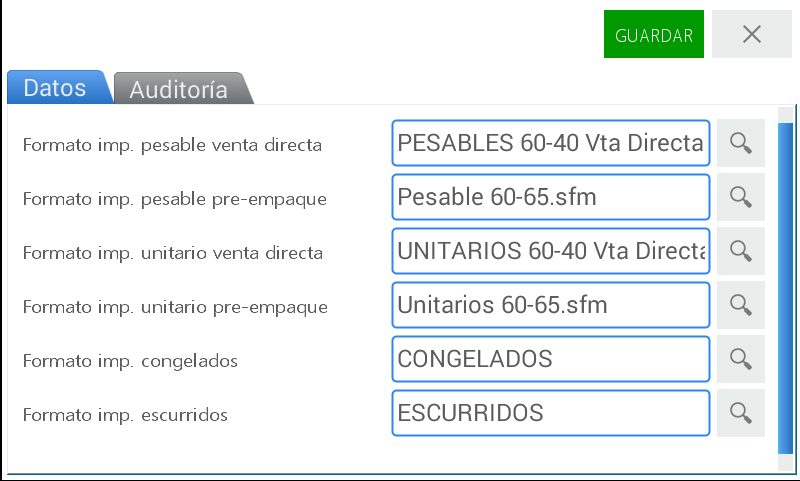 GUARDAR
Datos Auditoría
Formato imp. pesable venta directa PESABLES 60-40 Vta Directa
Formato imp. pesable pre-empaque Pesable 60-65.sfm
Formato imp. unitario venta directa UNITARIOS 60-40 Vta Directa
Formato imp. unitario pre-empaque Unitarios 60-65.sfm
Formato imp. congelados CONGELADOS
Formato imp. escurridos ESCURRIDOS